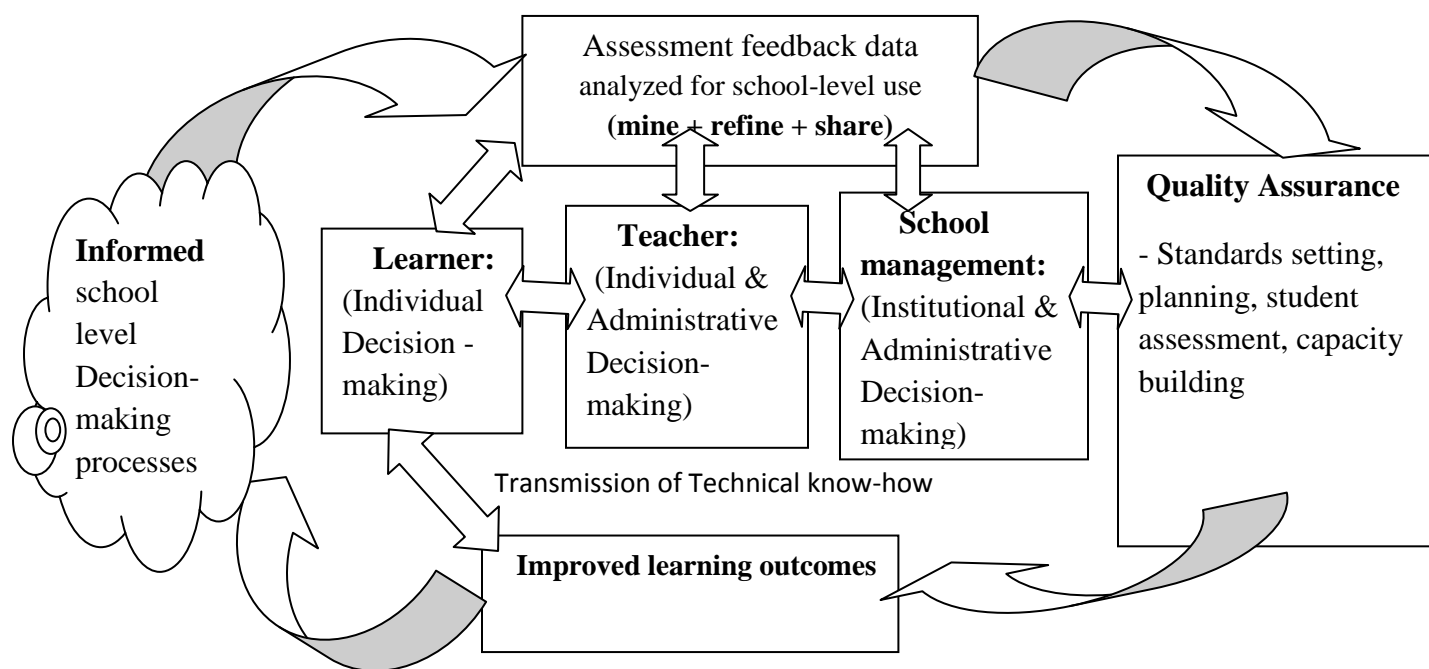 Assessment feedback data
analyzed for school-level use
(mine + refine + share)
Informed
school
level
Decision-
making
processes
Learner:
(Individual
Decision -
making)
Teacher:
(Individual &
Administrative
Decision-
making)
School
management:
(Institutional &
Administrative
Decision-
making)
Quality Assurance
- Standards setting,
planning, student
assessment, capacity
building
Transmission of Technical know-how
Improved learning outcomes